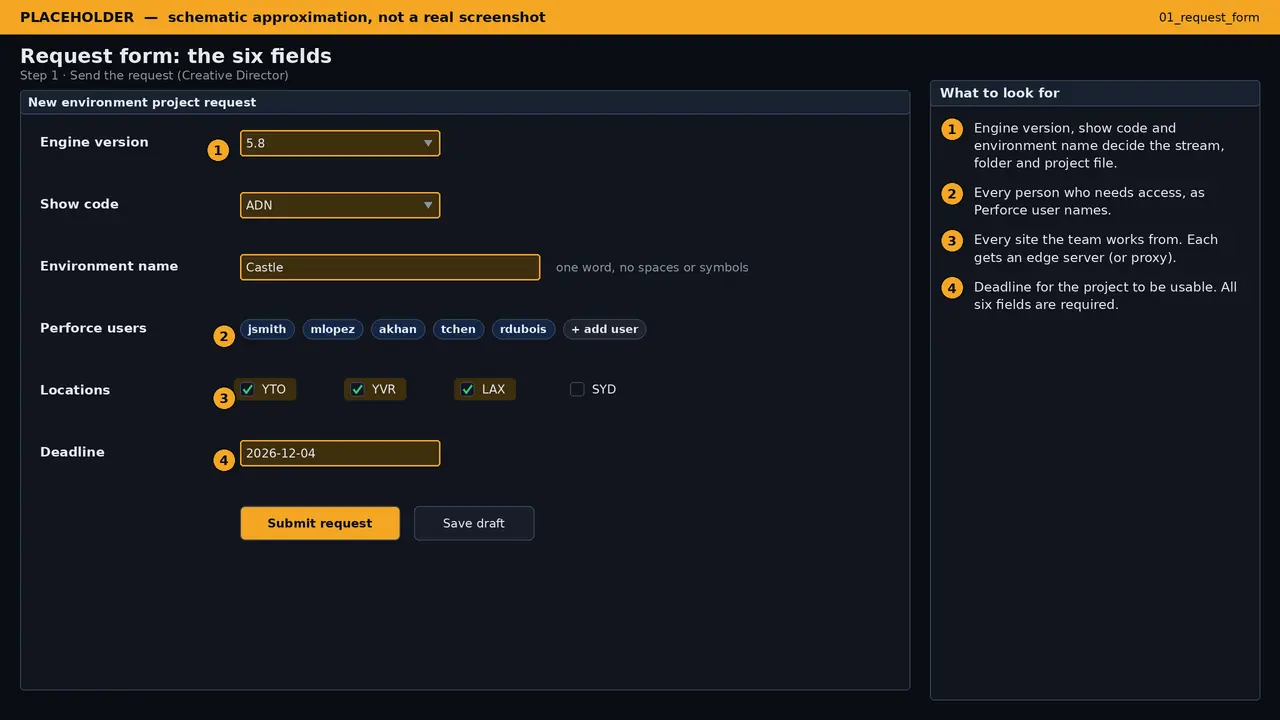 PLACEHOLDER — schematic approximation, not a real screenshot
01_request_form
Request form: the six fields
Step 1 · Send the request (Creative Director)
New environment project request
Engine version
1
5.8
Show code
ADN
Environment name
Castle
one word, no spaces or symbols
Perforce users
2
jsmith
mlopez
akhan
tchen
rdubois
+ add user
Locations
3
YTO
YVR
LAX
SYD
Deadline
4
2026-12-04
Submit request
Save draft
What to look for
1
Engine version, show code and
environment name decide the stream,
folder and project file.
2
Every person who needs access, as
Perforce user names.
3
Every site the team works from. Each
gets an edge server (or proxy).
4
Deadline for the project to be usable. All
six fields are required.